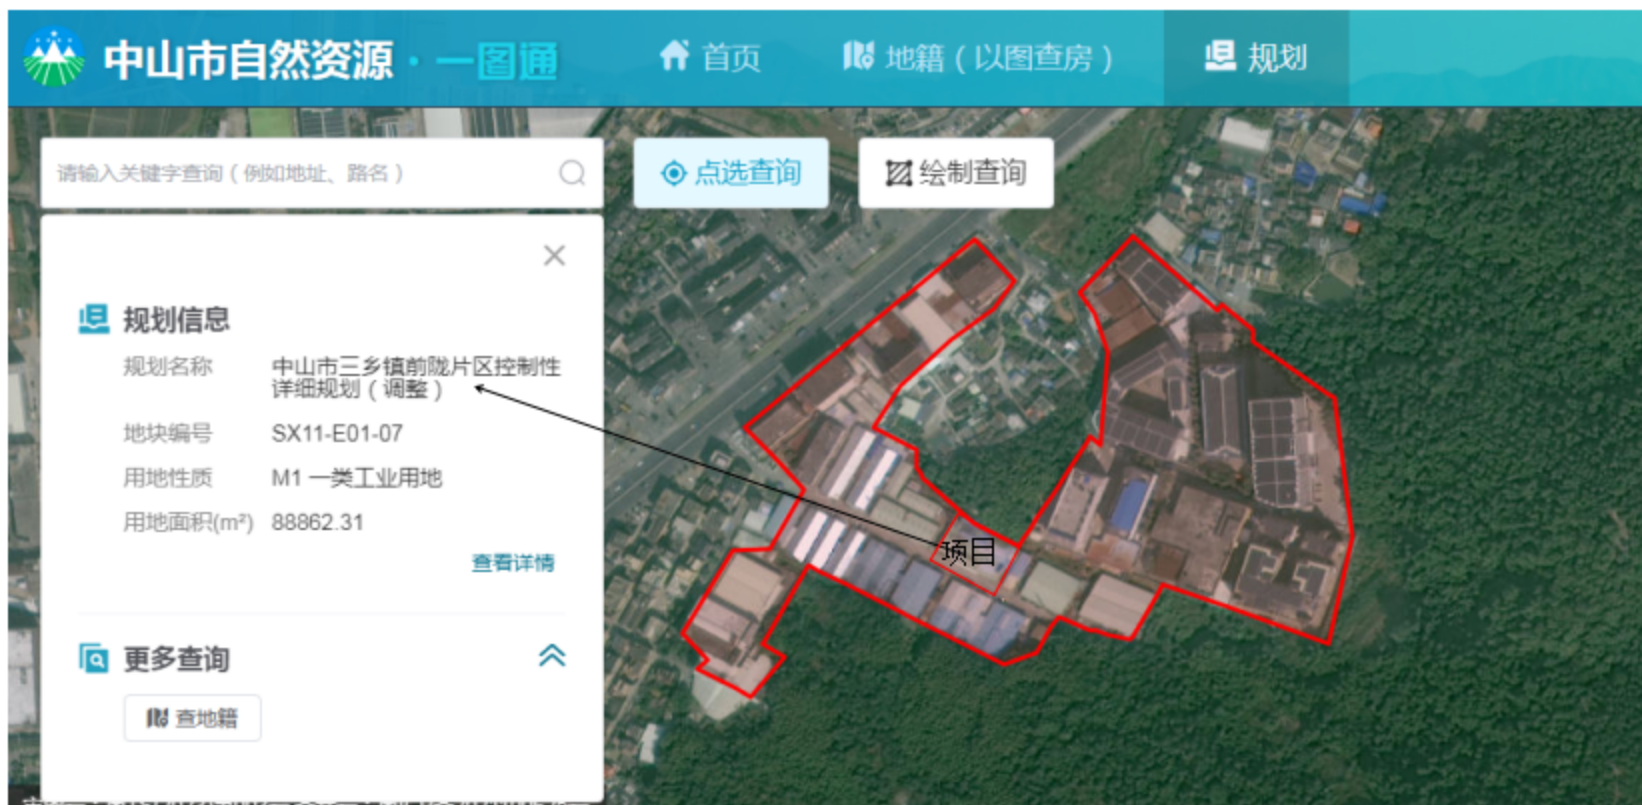 中山市自然资源·一图通
首页
地籍（以图查房）
规划
请输入关键字查询（例如地址、路名）
点选查询
绘制查询
规划信息
规划名称 中山市三乡镇前陇片区控制性
详细规划（调整）
地块编号 SX11-E01-07
用地性质 M1 一类工业用地
用地面积(m²) 88862.31
查看详情
项目
更多查询
查地籍